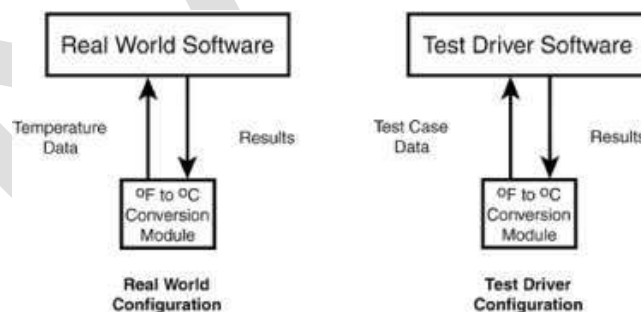 Real World Software
Temperature
Data
Results
ºF to ºC
Conversion
Module
Real World
Configuration
Test Driver Software
Test Case
Data
Results
ºF to ºC
Conversion
Module
Test Driver
Configuration